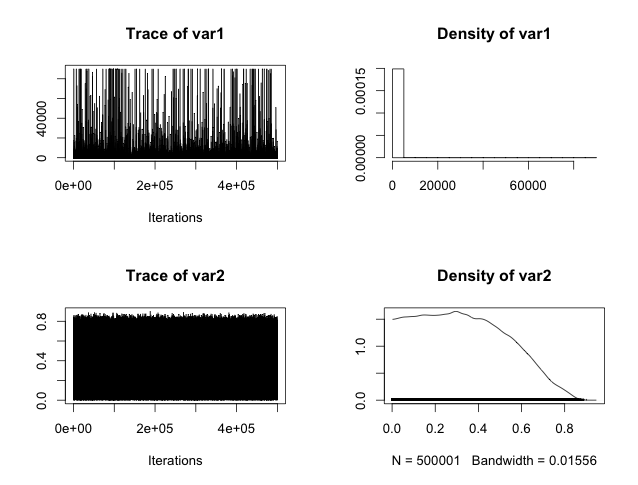 Trace of var1
0 40000
0e+00 2e+05 4e+05
Iterations
Density of var1
0.00000 0.00015
0 20000 60000
Trace of var2
0.0 0.4 0.8
0e+00 2e+05 4e+05
Iterations
Density of var2
0.0 1.0
0.0 0.2 0.4 0.6 0.8
N = 500001 Bandwidth = 0.01556